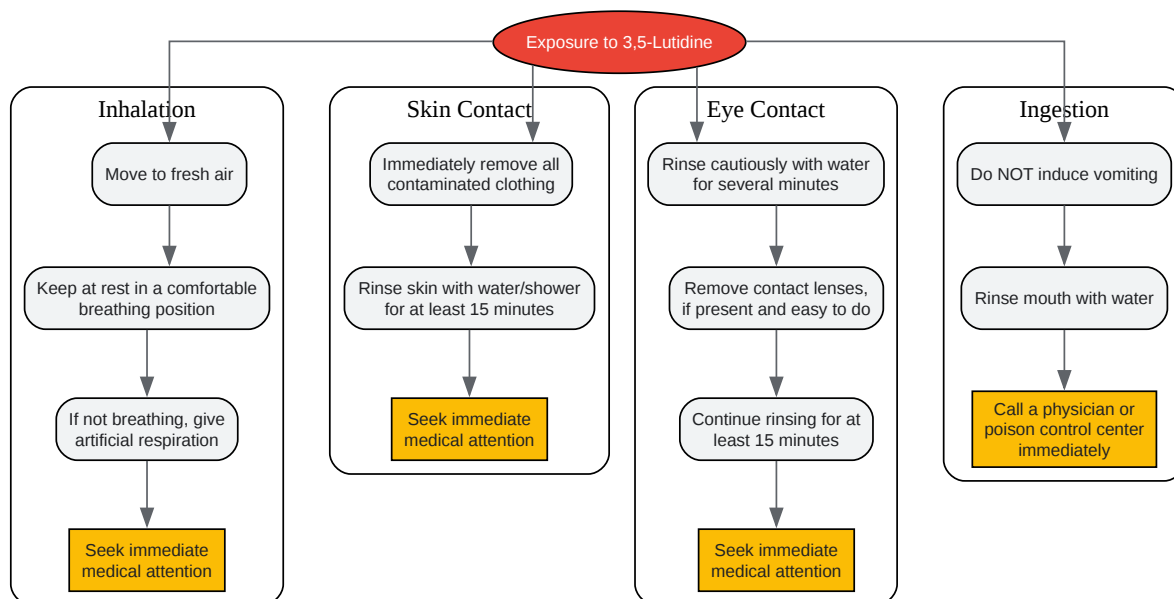 Exposure to 3,5-Lutidine
Inhalation
Move to fresh air
Keep at rest in a comfortable
breathing position
If not breathing, give
artificial respiration
Seek immediate
medical attention
Skin Contact
Immediately remove all
contaminated clothing
Rinse skin with water/shower
for at least 15 minutes
Seek immediate
medical attention
Eye Contact
Rinse cautiously with water
for several minutes
Remove contact lenses,
if present and easy to do
Continue rinsing for at
least 15 minutes
Seek immediate
medical attention
Ingestion
Do NOT induce vomiting
Rinse mouth with water
Call a physician or
poison control center
immediately